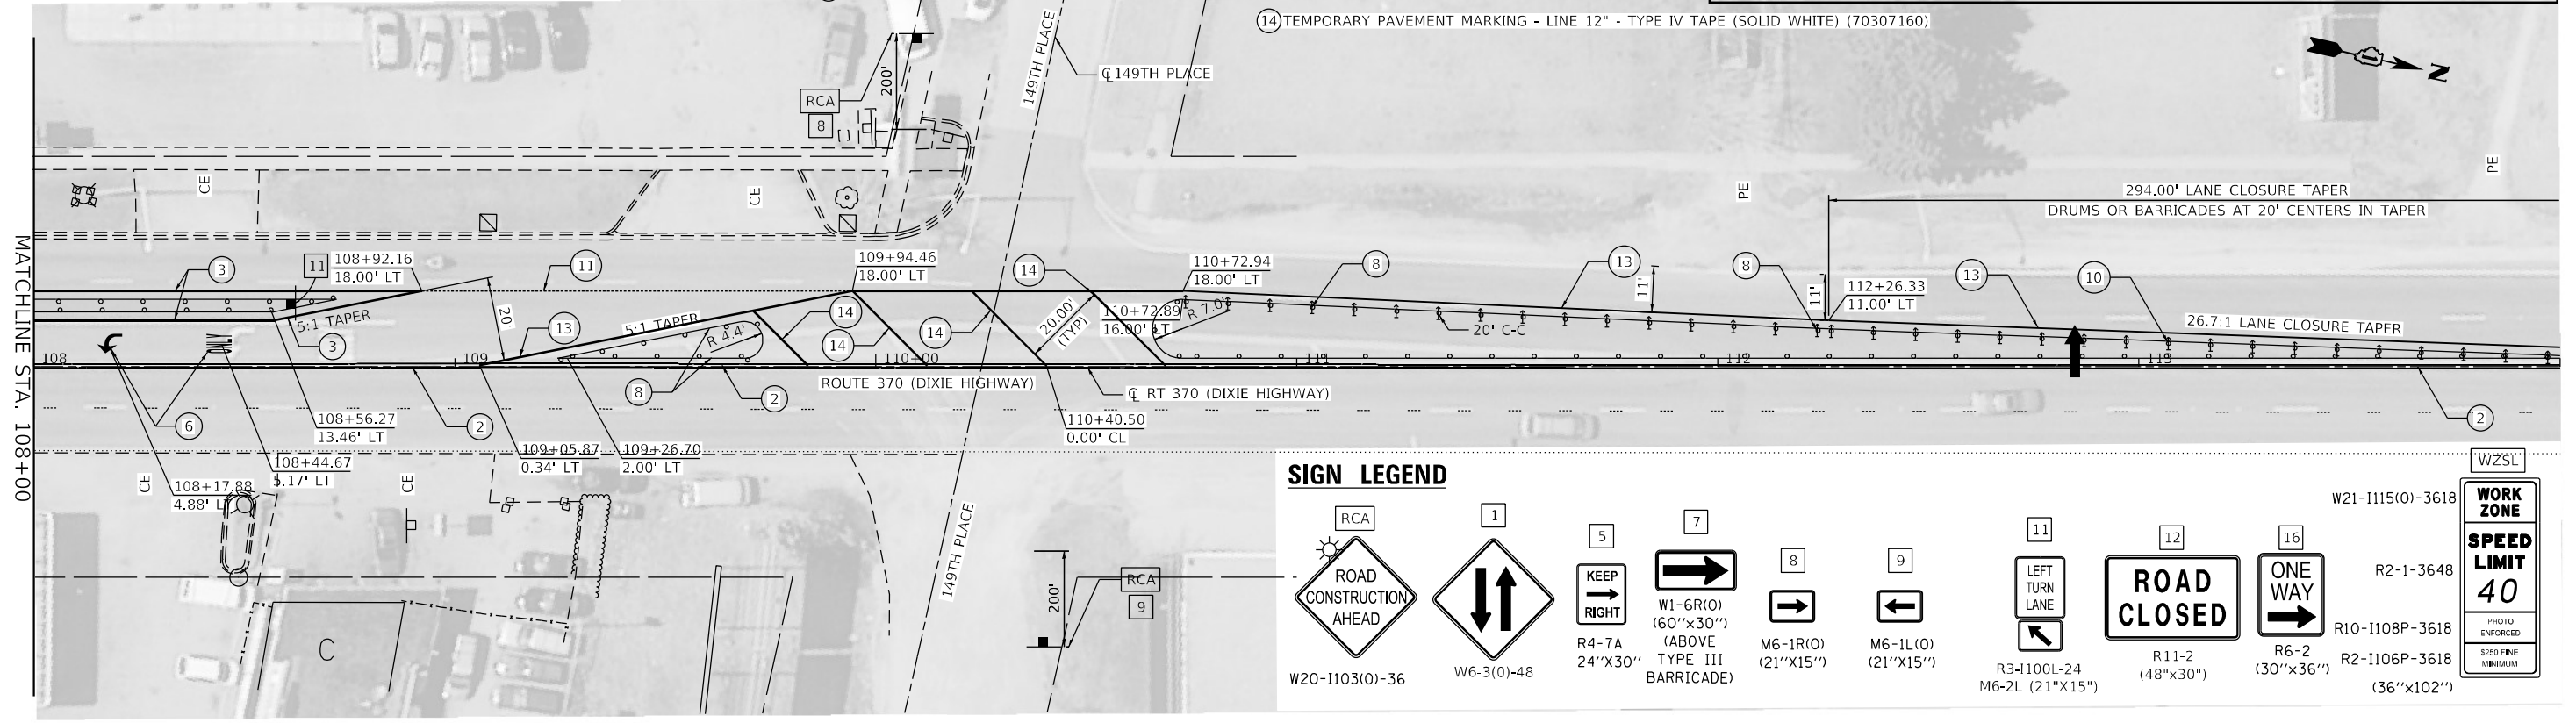 14 TEMPORARY PAVEMENT MARKING - LINE 12" - TYPE IV TAPE (SOLID WHITE) (70307160)
149TH PLACE
℄ 149TH PLACE
200'
RCA
8
N
CE
CE
PE
PE
294.00' LANE CLOSURE TAPER
DRUMS OR BARRICADES AT 20' CENTERS IN TAPER
MATCHLINE STA. 108+00
3
11
108+92.16
18.00' LT
11
109+94.46
18.00' LT
14
110+72.94
18.00' LT
8
13
8
13
10
11'
11'
112+26.33
11.00' LT
5:1 TAPER
3
20'
13
5:1 TAPER
R 4.4'
14
14
14
20.00'
(TYP)
110+72.89
16.00' LT
R 7.0'
20' C-C
26.7:1 LANE CLOSURE TAPER
108
109
110+00
111
112
113
8
2
ROUTE 370 (DIXIE HIGHWAY)
℄ RT 370 (DIXIE HIGHWAY)
6
108+56.27
13.46' LT
2
109+05.87
0.34' LT
109+26.70
2.00' LT
110+40.50
0.00' CL
2
108+44.67
5.17' LT
108+17.88
4.88' LT
CE
CE
C
149TH PLACE
200'
RCA
9
SIGN LEGEND
RCA
ROAD
CONSTRUCTION
AHEAD
W20-I103(0)-36
1
W6-3(0)-48
5
KEEP
RIGHT
R4-7A
24''X30''
7
W1-6R(0)
(60''x30'')
(ABOVE
TYPE III
BARRICADE)
8
M6-1R(0)
(21''X15'')
9
M6-1L(0)
(21''X15'')
11
LEFT
TURN
LANE
R3-I100L-24
M6-2L (21"X15")
12
ROAD
CLOSED
R11-2
(48"x30")
16
ONE
WAY
R6-2
(30''x36'')
WZSL
W21-I115(0)-3618
WORK
ZONE
R2-1-3648
SPEED
LIMIT
40
R10-I108P-3618
PHOTO
ENFORCED
R2-I106P-3618
$250 FINE
MINIMUM
(36''x102'')